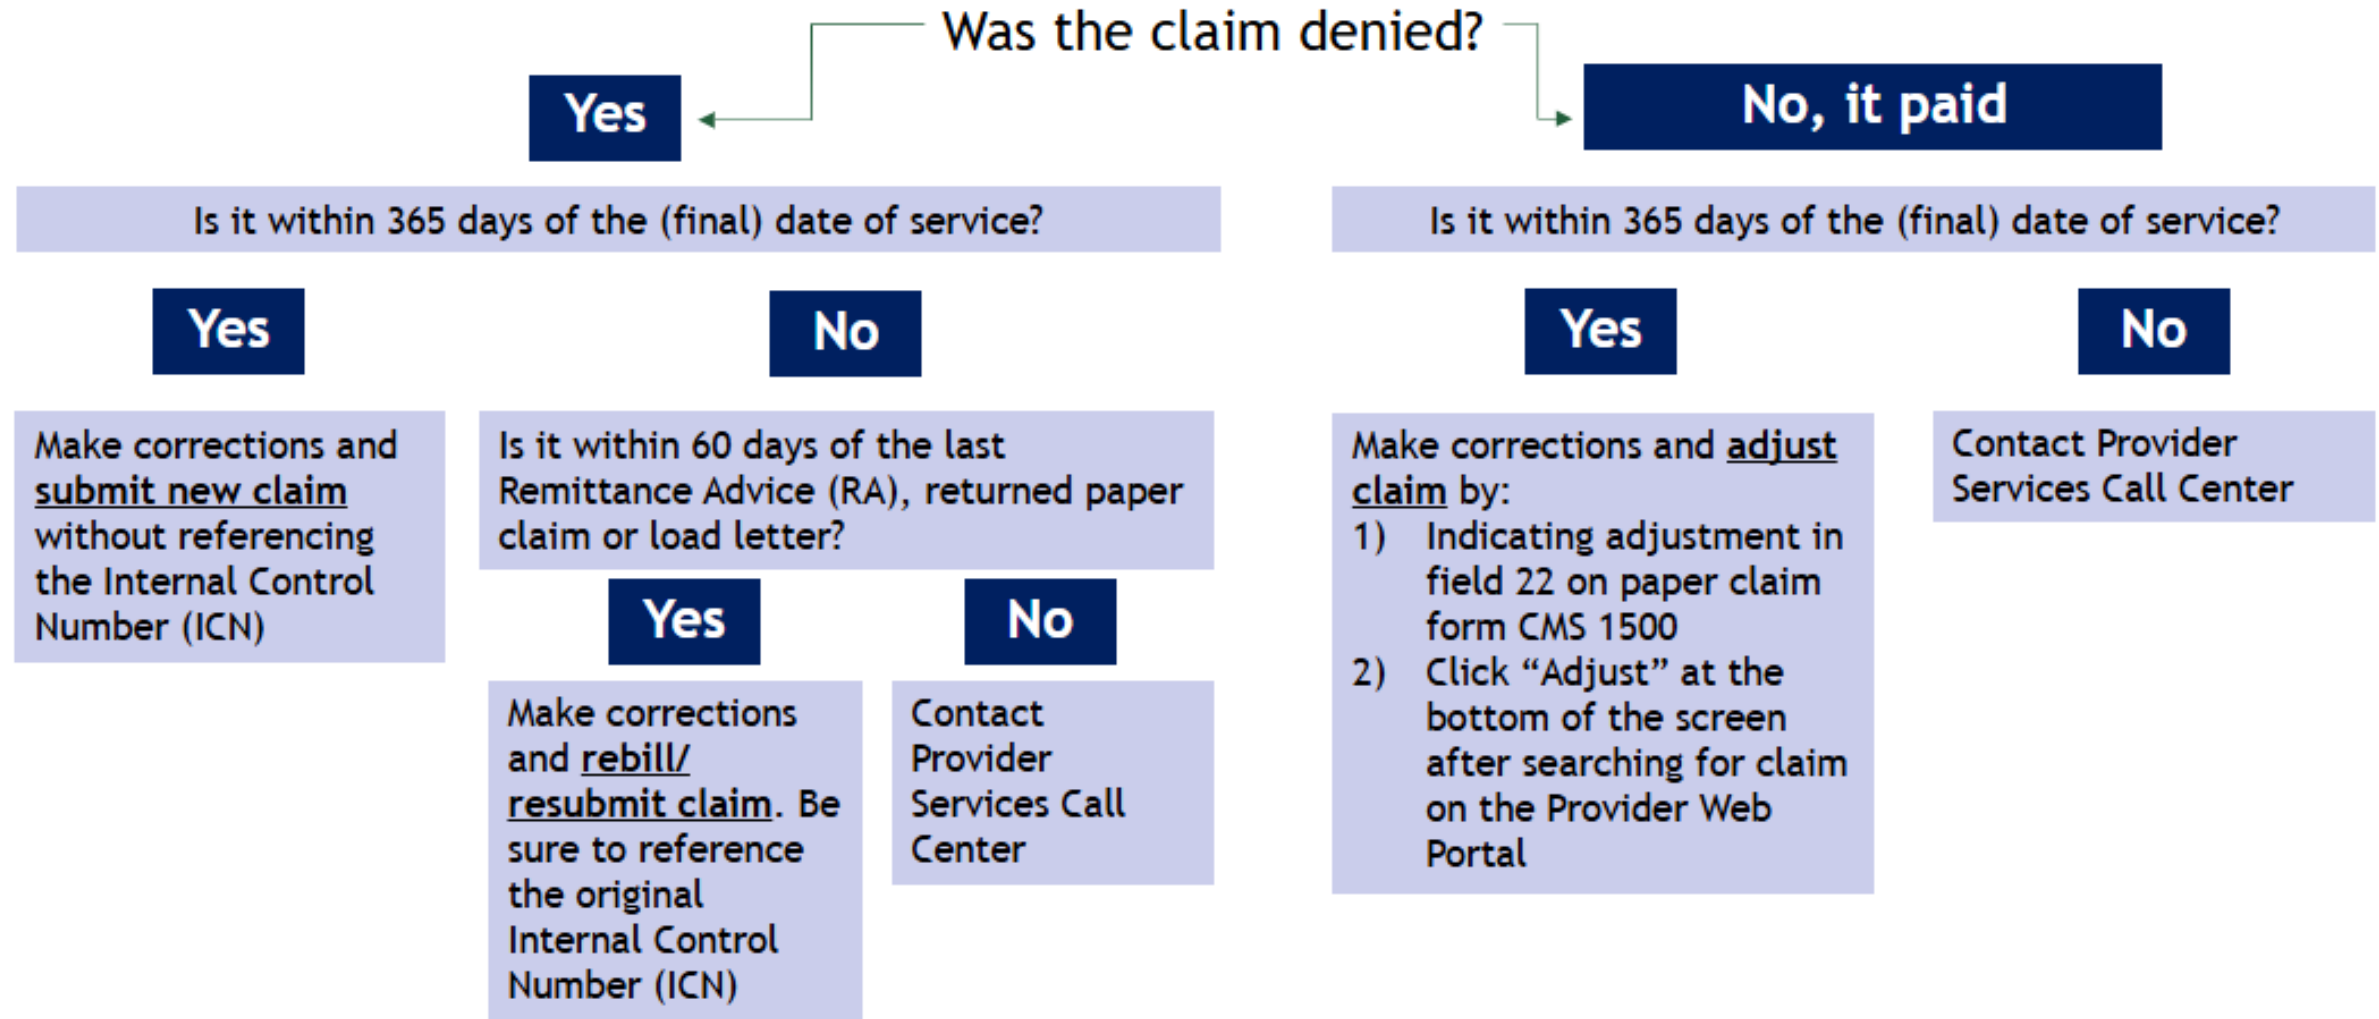 Was the claim denied?
Yes
No, it paid
Is it within 365 days of the (final) date of service?
Is it within 365 days of the (final) date of service?
Yes
No
Yes
No
Make corrections and
submit new claim
without referencing
the Internal Control
Number (ICN)
Is it within 60 days of the last
Remittance Advice (RA), returned paper
claim or load letter?
Yes
No
Make corrections
and rebill/
resubmit claim. Be
sure to reference
the original
Internal Control
Number (ICN)
Contact
Provider
Services Call
Center
Make corrections and adjust
claim by:
1) Indicating adjustment in
field 22 on paper claim
form CMS 1500
2) Click “Adjust” at the
bottom of the screen
after searching for claim
on the Provider Web
Portal
Contact Provider
Services Call Center